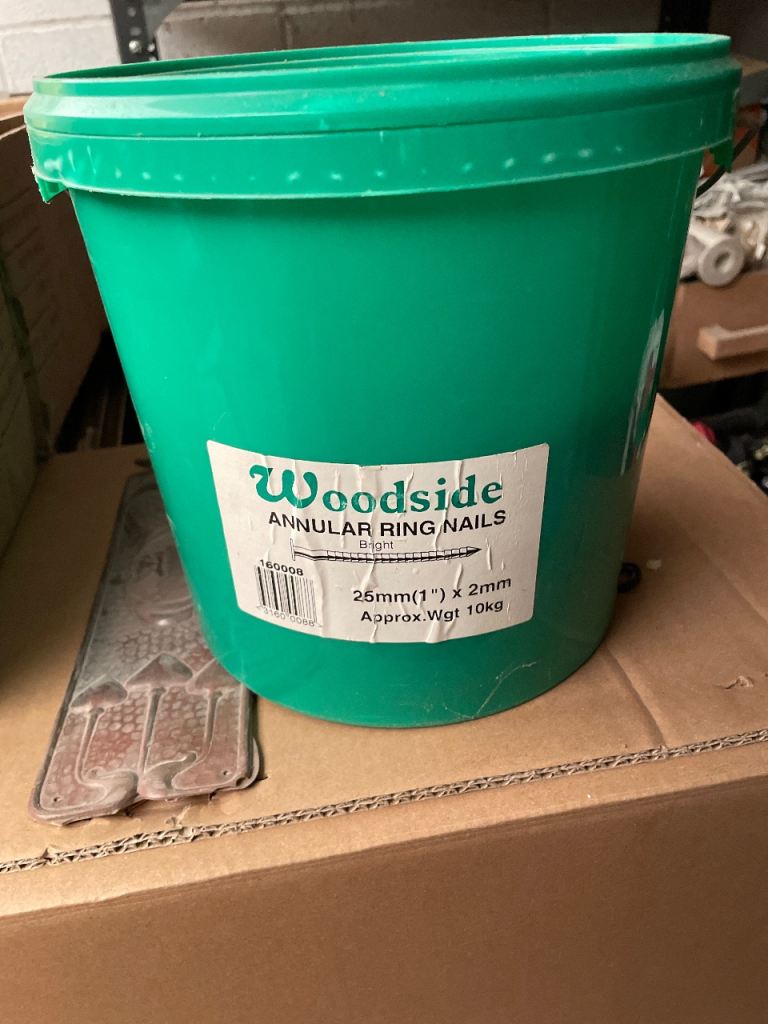 Woodside
ANNULAR RING NAILS
Bright
160008
25mm(1") x 2mm
Approx.Wgt 10kg